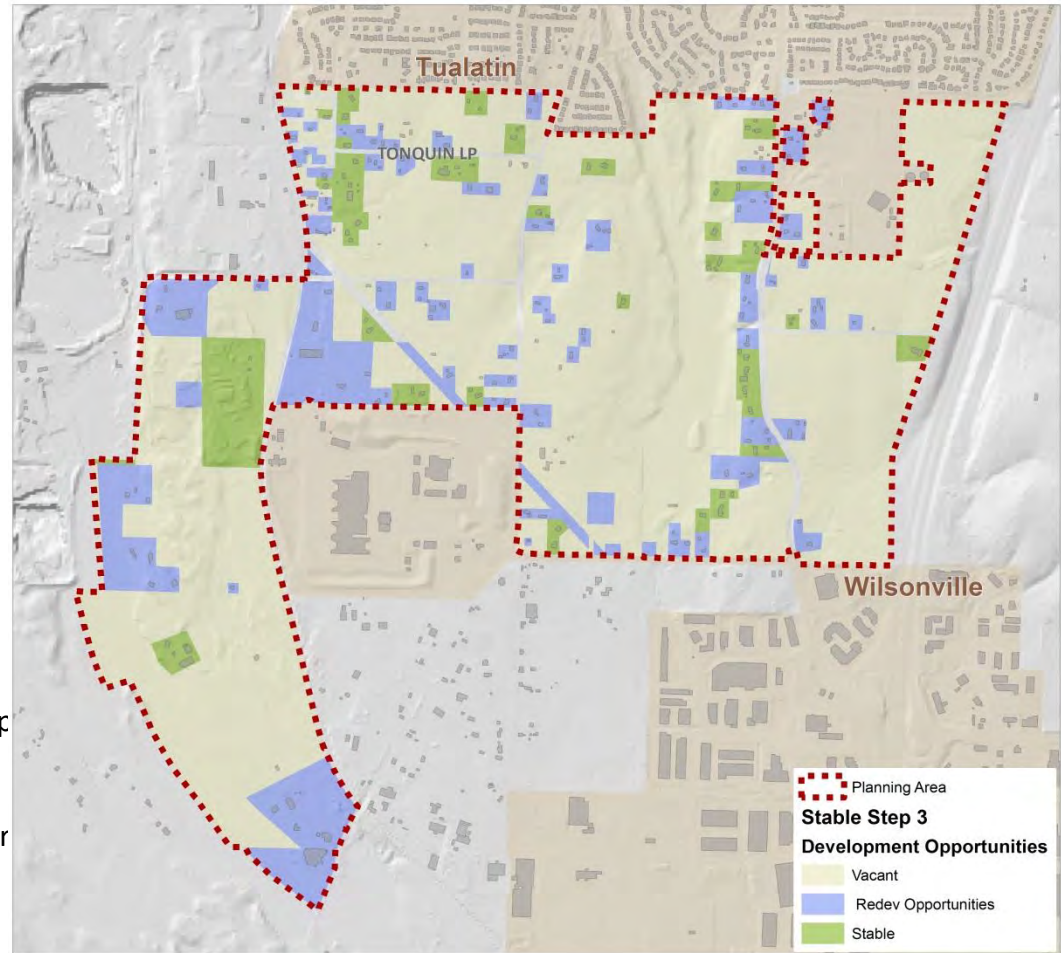 Tualatin
TONQUIN LP
Wilsonville
Planning Area
Stable Step 3
Development Opportunities
Vacant
Redev Opportunities
Stable